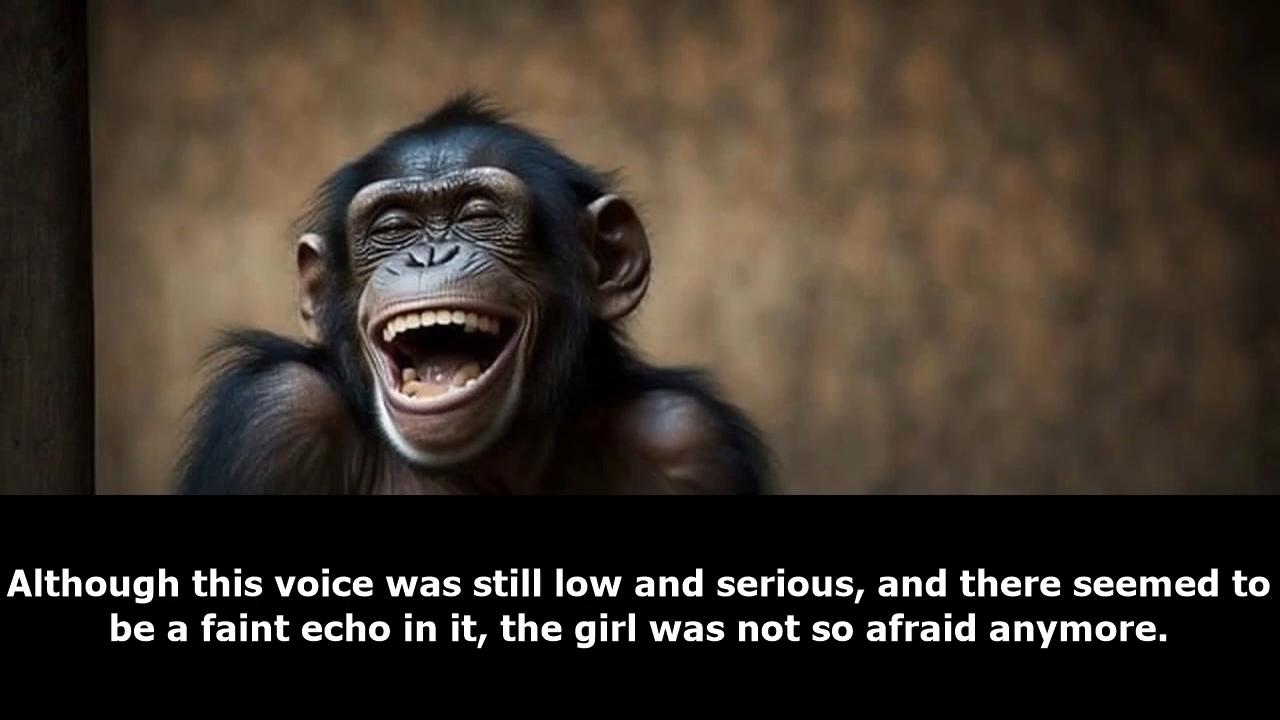 Although this voice was still low and serious, and there seemed to
be a faint echo in it, the girl was not so afraid anymore.